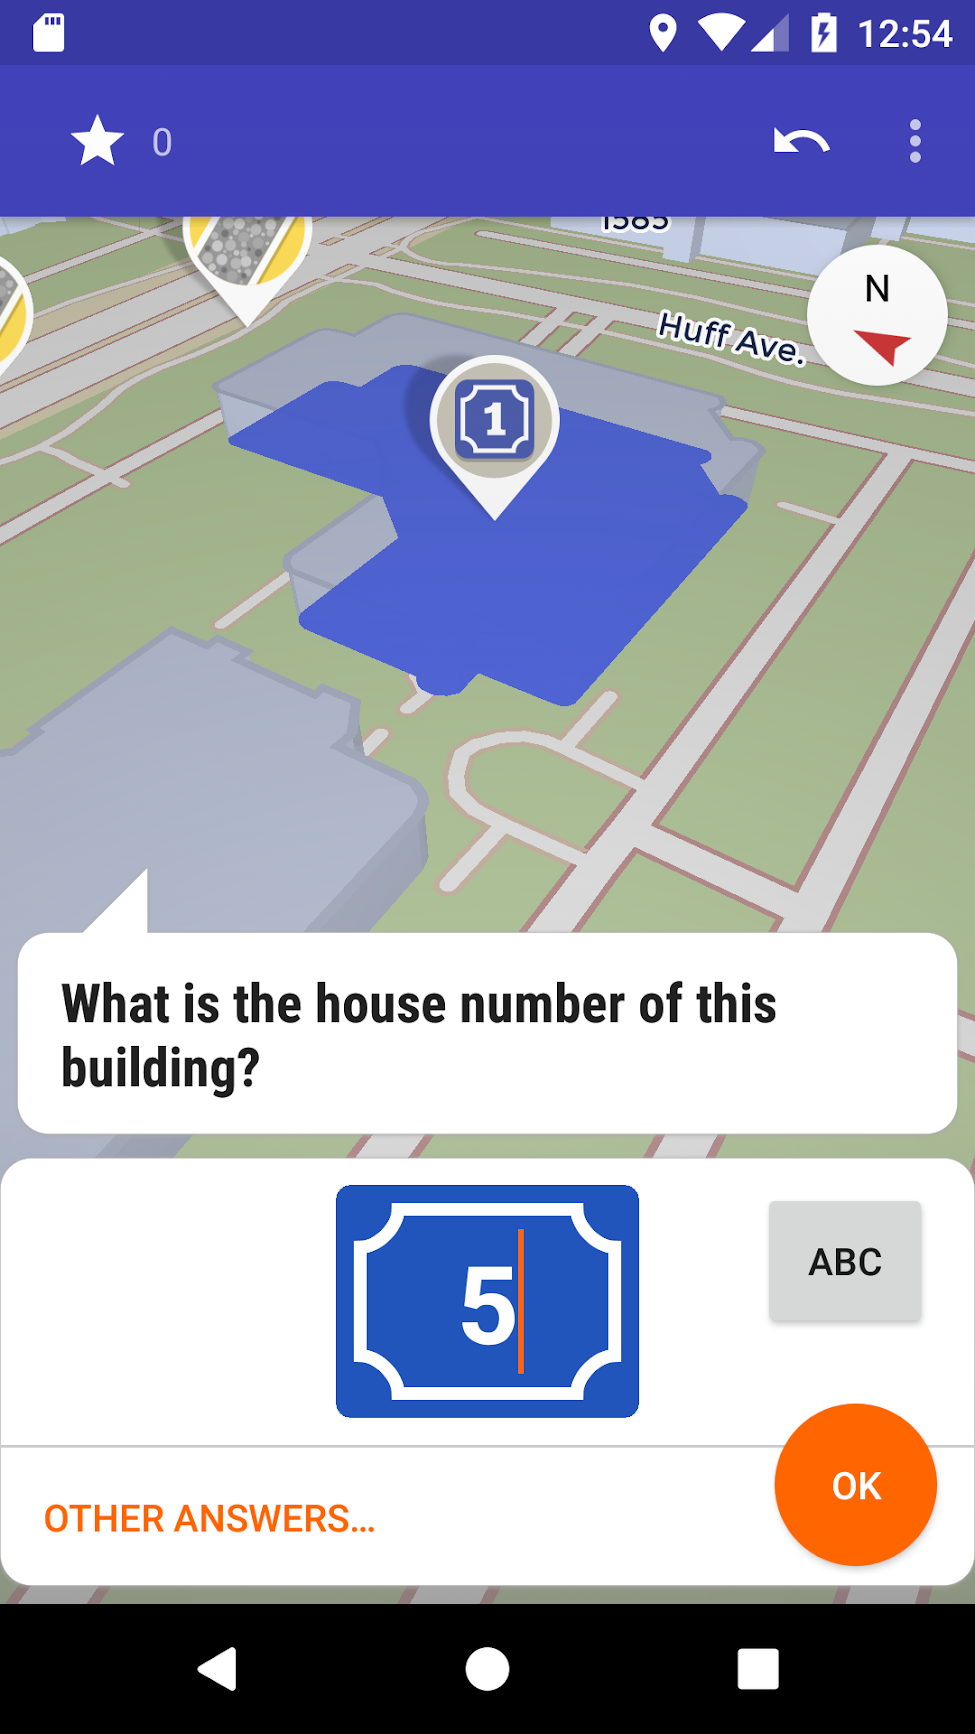 12:54
0
1585
N
Huff Ave.
1
What is the house number of this
building?
5
ABC
OK
OTHER ANSWERS...